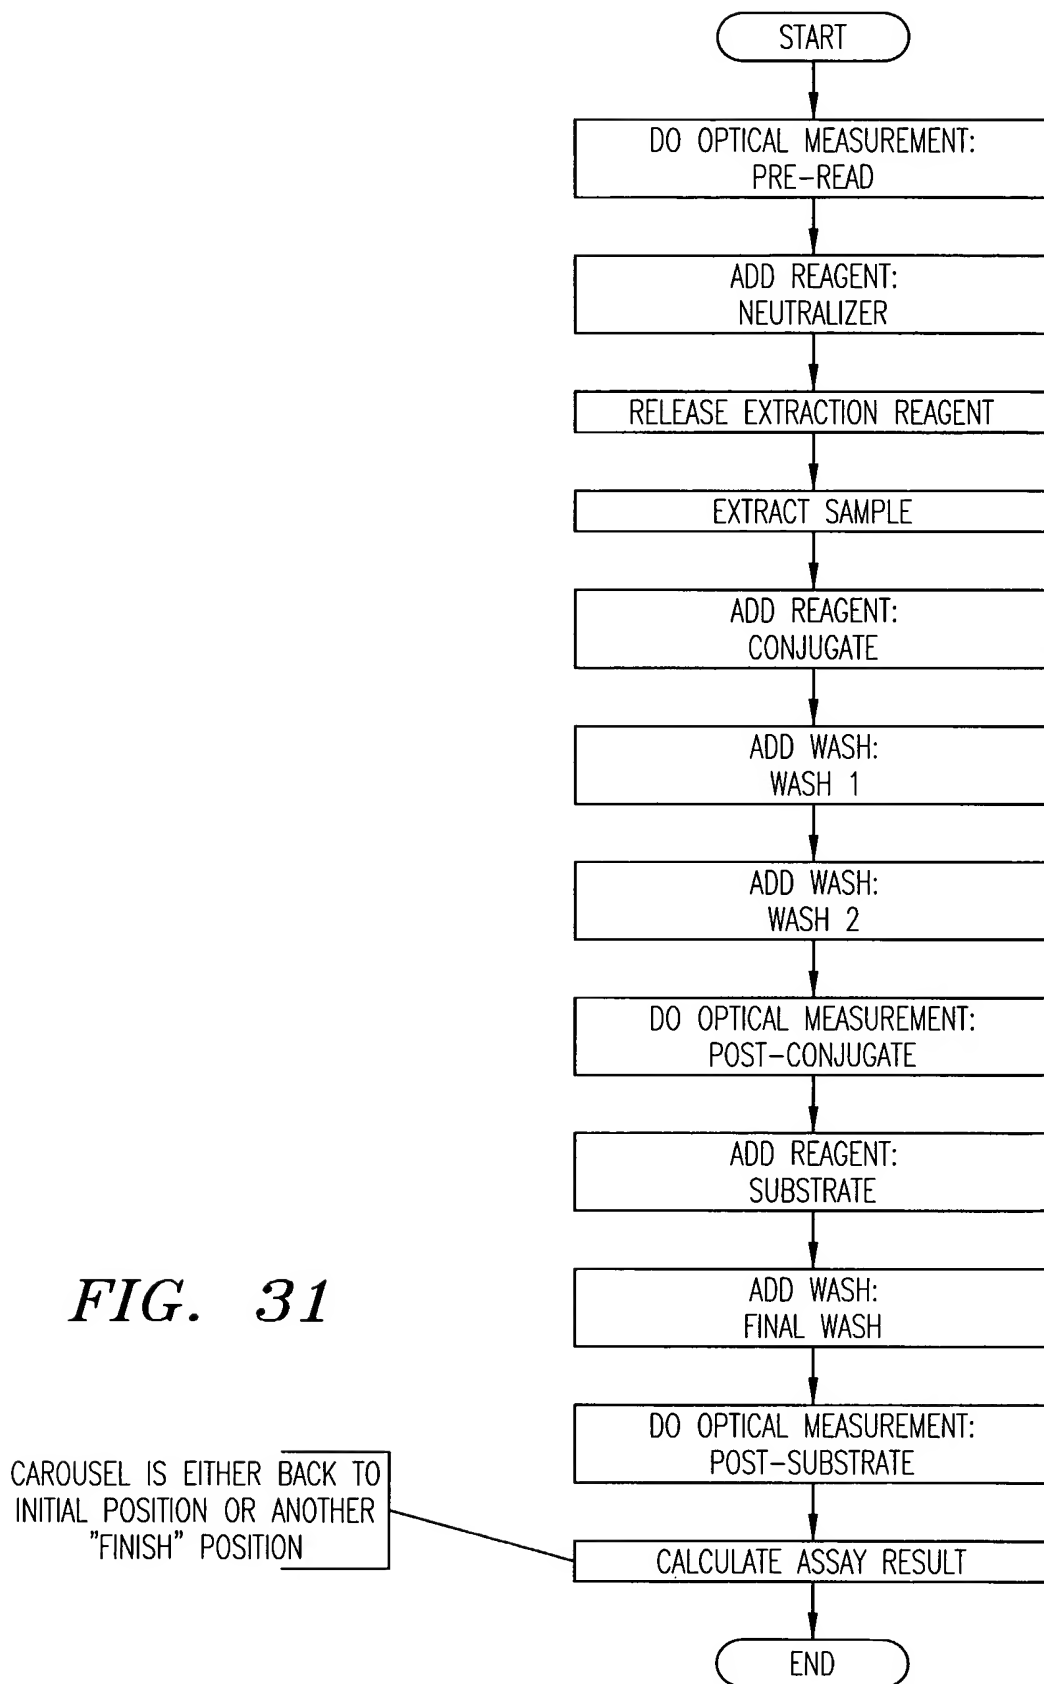 START
DO OPTICAL MEASUREMENT:
PRE-READ
ADD REAGENT:
NEUTRALIZER
RELEASE EXTRACTION REAGENT
EXTRACT SAMPLE
ADD REAGENT:
CONJUGATE
ADD WASH:
WASH 1
ADD WASH:
WASH 2
DO OPTICAL MEASUREMENT:
POST-CONJUGATE
ADD REAGENT:
SUBSTRATE
ADD WASH:
FINAL WASH
FIG. 31
DO OPTICAL MEASUREMENT:
POST-SUBSTRATE
CAROUSEL IS EITHER BACK TO
INITIAL POSITION OR ANOTHER
"FINISH" POSITION
CALCULATE ASSAY RESULT
END